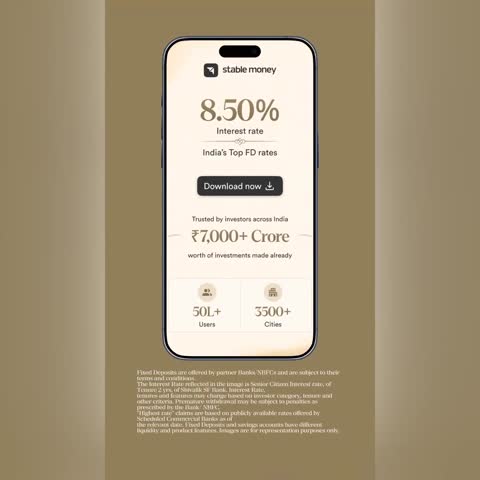 stable money
8.50%
Interest rate
India's Top FD rates
Download now
Trusted by investors across India
₹7,000+ Crore
worth of investments made already
50L+
Users
3500+
Cities
Fixed Deposits are offered by partner Banks/NBFCs and are subject to their
terms and conditions.
The Interest Rate reflected in the image is Senior Citizen Interest rate, of
Tenure 2 yrs, of Shivalik SF Bank. Interest Rate,
tenures and features may change based on investor category, tenure and
other criteria. Premature withdrawal may be subject to penalties as
prescribed by the Bank/ NBFC.
"Highest rate" claims are based on publicly available rates offered by
Scheduled Commercial Banks as of
the relevant date. Fixed Deposits and savings accounts have different
liquidity and product features. Images are for representation purposes only.